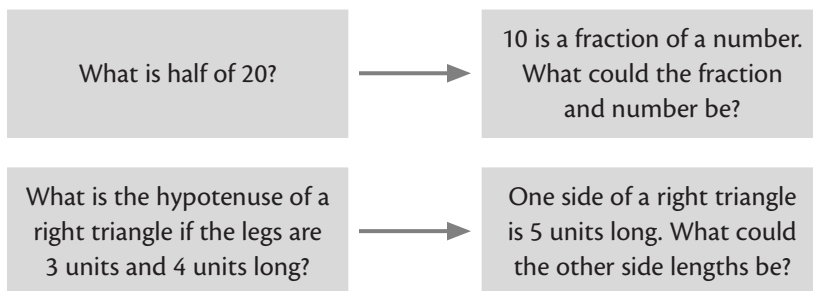 What is half of 20?
10 is a fraction of a number.
What could the fraction
and number be?
What is the hypotenuse of a
right triangle if the legs are
3 units and 4 units long?
One side of a right triangle
is 5 units long. What could
the other side lengths be?